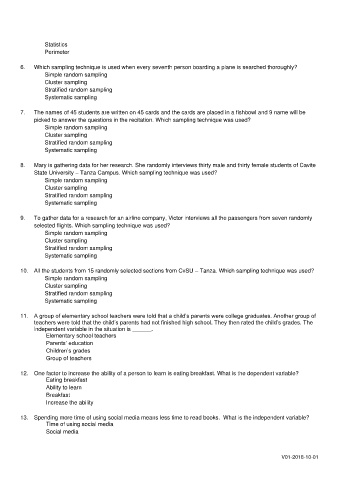 Statistics
Perimeter
6. Which sampling technique is used when every seventh person boarding a plane is searched thoroughly?
Simple random sampling
Cluster sampling
Stratified random sampling
Systematic sampling
7. The names of 45 students are written on 45 cards and the cards are placed in a fishbowl and 9 name will be
picked to answer the questions in the recitation. Which sampling technique was used?
Simple random sampling
Cluster sampling
Stratified random sampling
Systematic sampling
8. Mary is gathering data for her research. She randomly interviews thirty male and thirty female students of Cavite
State University – Tanza Campus. Which sampling technique was used?
Simple random sampling
Cluster sampling
Stratified random sampling
Systematic sampling
9. To gather data for a research for an airline company, Victor interviews all the passengers from seven randomly
selected flights. Which sampling technique was used?
Simple random sampling
Cluster sampling
Stratified random sampling
Systematic sampling
10. All the students from 15 randomly selected sections from CvSU – Tanza. Which sampling technique was used?
Simple random sampling
Cluster sampling
Stratified random sampling
Systematic sampling
11. A group of elementary school teachers were told that a child's parents were college graduates. Another group of
teachers were told that the child's parents had not finished high school. They then rated the child's grades. The
independent variable in the situation is ______.
Elementary school teachers
Parents' education
Children's grades
Group of teachers
12. One factor to increase the ability of a person to learn is eating breakfast. What is the dependent variable?
Eating breakfast
Ability to learn
Breakfast
Increase the ability
13. Spending more time of using social media means less time to read books. What is the independent variable?
Time of using social media
Social media
V01-2018-10-01